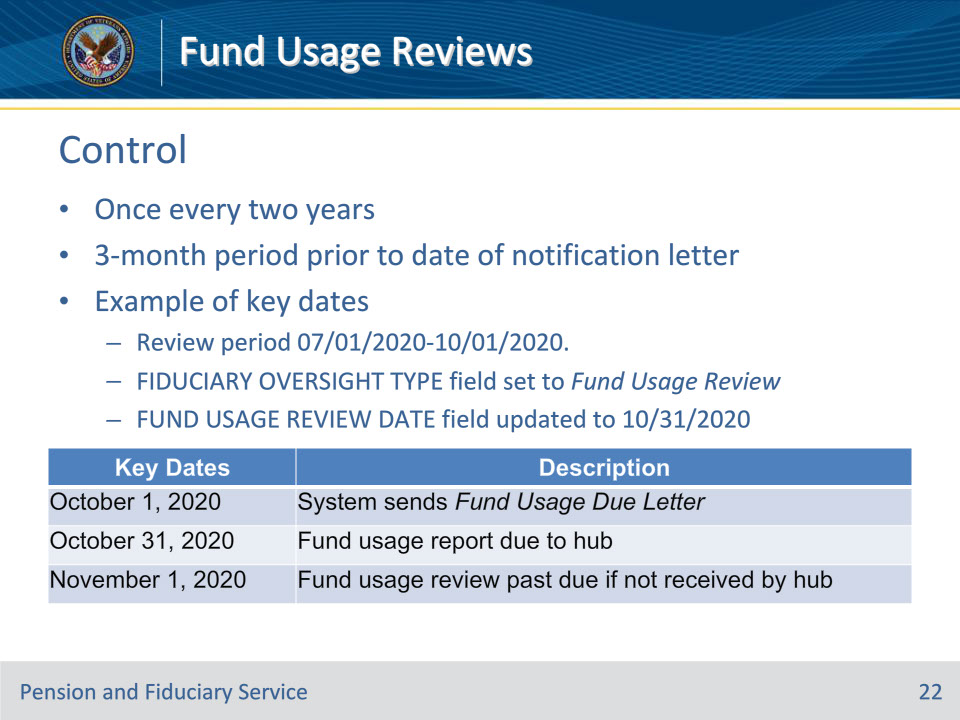 Fund Usage Reviews
Control
• Once every two years
• 3-month period prior to date of notification letter
• Example of key dates
– Review period 07/01/2020-10/01/2020.
– FIDUCIARY OVERSIGHT TYPE field set to Fund Usage Review
– FUND USAGE REVIEW DATE field updated to 10/31/2020
Key Dates Description
October 1, 2020 System sends Fund Usage Due Letter
October 31, 2020 Fund usage report due to hub
November 1, 2020 Fund usage review past due if not received by hub
Pension and Fiduciary Service 22